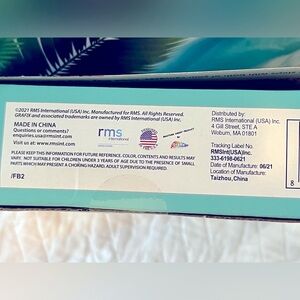 ©2021 RMS International (USA) Inc. Manufactured for RMS. All Rights Reserved.
GRAFIX and associated trademarks are owned by RMS International (USA) Inc.
MADE IN CHINA
Questions or comments?
enquiries.usa@rmsint.com
Visit us at: www.rmsint.com
rms
international
PLEASE KEEP THIS INFORMATION FOR FUTURE REFERENCE. COLOR, CONTENTS AND RESULTS MAY
VARY. NOT SUITABLE FOR CHILDREN UNDER 3 YEARS OF AGE DUE TO THE PRESENCE OF SMALL
PARTS WHICH MAY PRESENT A CHOKING HAZARD. ADULT SUPERVISION REQUIRED.
/FB2
Distributed by:
RMS International (USA) Inc.
4 Gill Street, STE A
Woburn, MA 01801
Tracking Label No.
RMSint(USA)Inc.
333-6198-0621
Date of Manufacture: 06/21
Location of Manufacture:
Taizhou,China
8